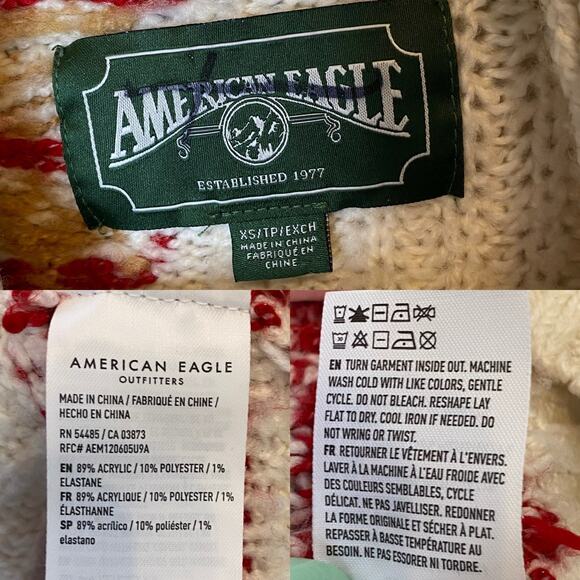 AMERICAN EAGLE
ESTABLISHED 1977
XS/TP/EXCH
MADE IN CHINA
FABRIQUÉ EN
CHINE
AMERICAN EAGLE
OUTFITTERS
MADE IN CHINA / FABRIQUÉ EN CHINE /
HECHO EN CHINA
RN 54485 / CA 03873
RFC# AEM120605U9A
EN 89% ACRYLIC / 10% POLYESTER / 1%
ELASTANE
FR 89% ACRYLIQUE / 10% POLYESTER / 1%
ÉLASTHANNE
SP 89% acrílico / 10% poliéster / 1%
elastano
EN TURN GARMENT INSIDE OUT. MACHINE
WASH COLD WITH LIKE COLORS, GENTLE
CYCLE. DO NOT BLEACH. RESHAPE LAY
FLAT TO DRY. COOL IRON IF NEEDED. DO
NOT WRING OR TWIST.
FR RETOURNER LE VÊTEMENT À L'ENVERS.
LAVER À LA MACHINE À L'EAU FROIDE AVEC
DES COULEURS SEMBLABLES, CYCLE
DÉLICAT. NE PAS JAVELLISER. REDONNER
LA FORME ORIGINALE ET SÉCHER À PLAT.
REPASSER À BASSE TEMPÉRATURE AU
BESOIN. NE PAS ESSORER NI TORDRE.